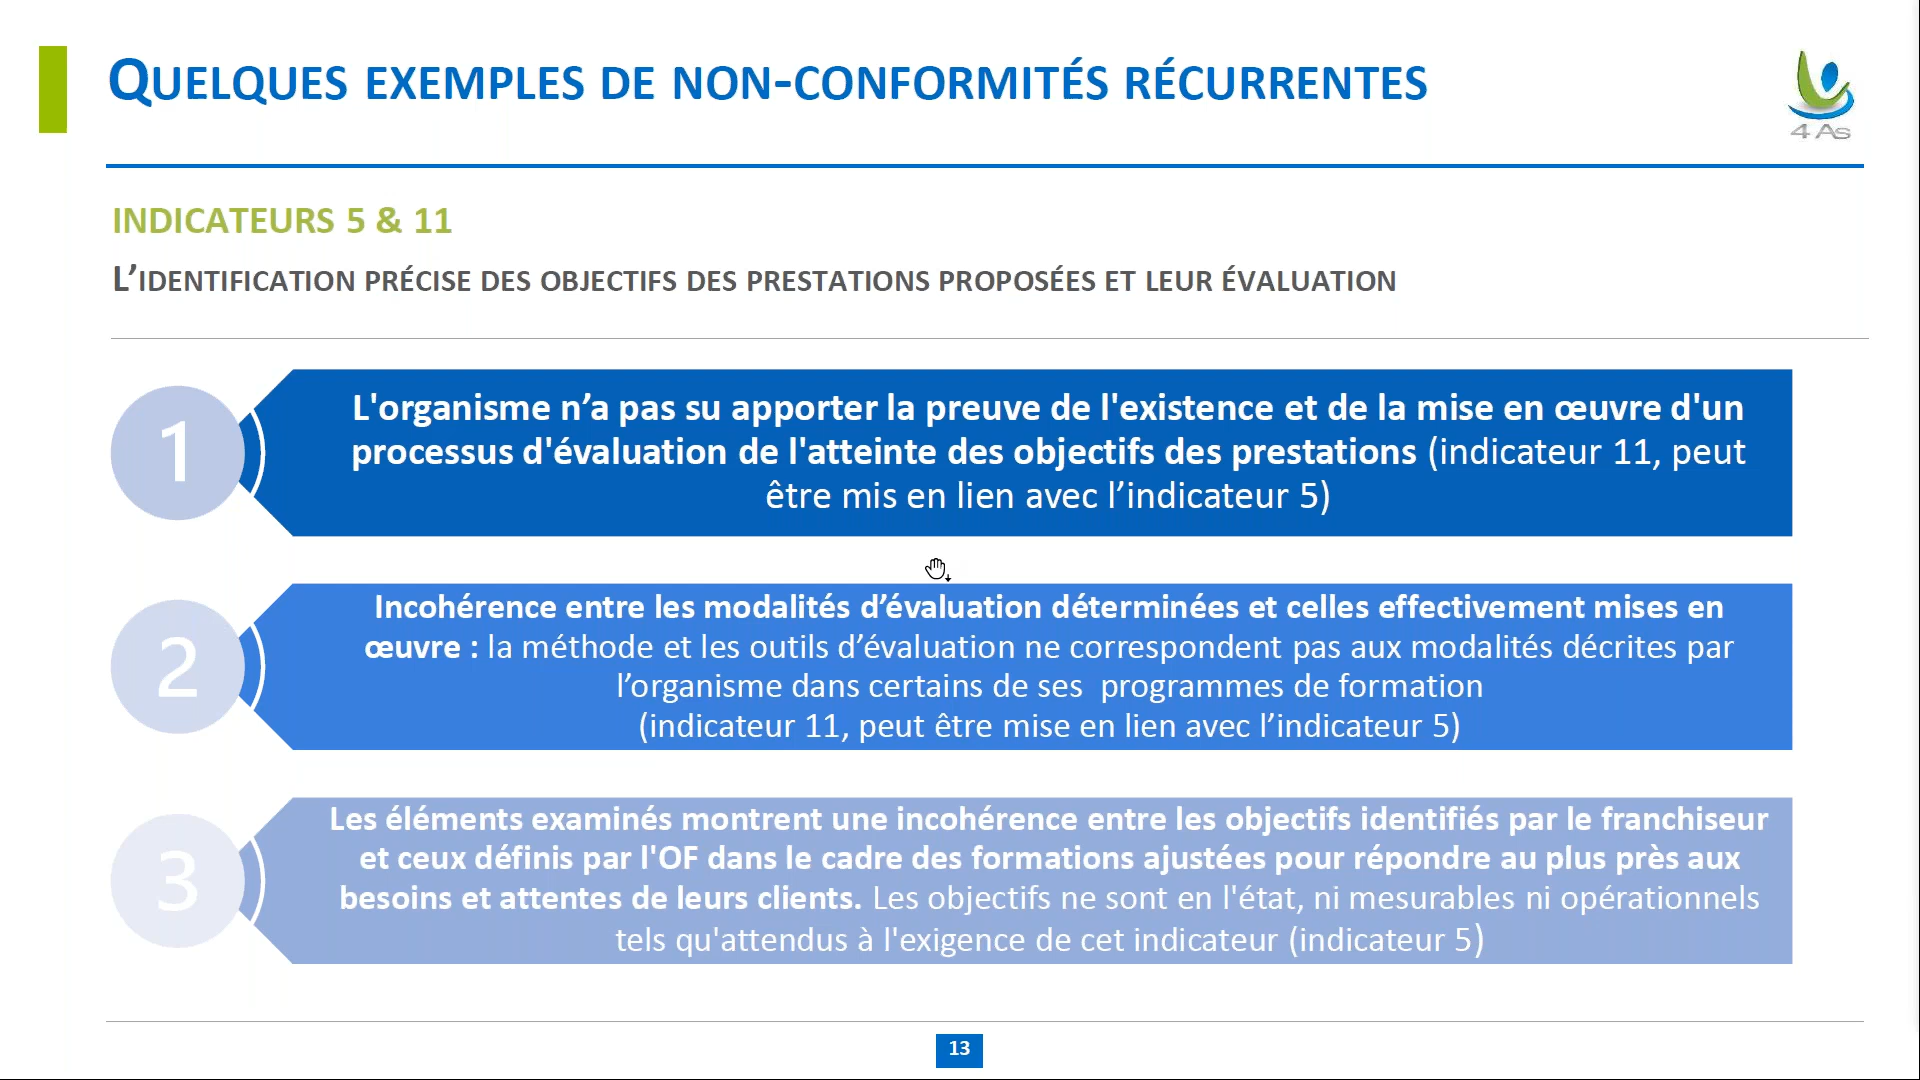 QUELQUES EXEMPLES DE NON-CONFORMITÉS RÉCURRENTES
4 As
INDICATEURS 5 & 11
L’IDENTIFICATION PRÉCISE DES OBJECTIFS DES PRESTATIONS PROPOSÉES ET LEUR ÉVALUATION
1
L'organisme n’a pas su apporter la preuve de l'existence et de la mise en œuvre d'un
processus d'évaluation de l'atteinte des objectifs des prestations (indicateur 11, peut
être mis en lien avec l’indicateur 5)
2
Incohérence entre les modalités d’évaluation déterminées et celles effectivement mises en
œuvre : la méthode et les outils d’évaluation ne correspondent pas aux modalités décrites par
l’organisme dans certains de ses programmes de formation
(indicateur 11, peut être mise en lien avec l’indicateur 5)
3
Les éléments examinés montrent une incohérence entre les objectifs identifiés par le franchiseur
et ceux définis par l'OF dans le cadre des formations ajustées pour répondre au plus près aux
besoins et attentes de leurs clients. Les objectifs ne sont en l'état, ni mesurables ni opérationnels
tels qu'attendus à l'exigence de cet indicateur (indicateur 5)
13